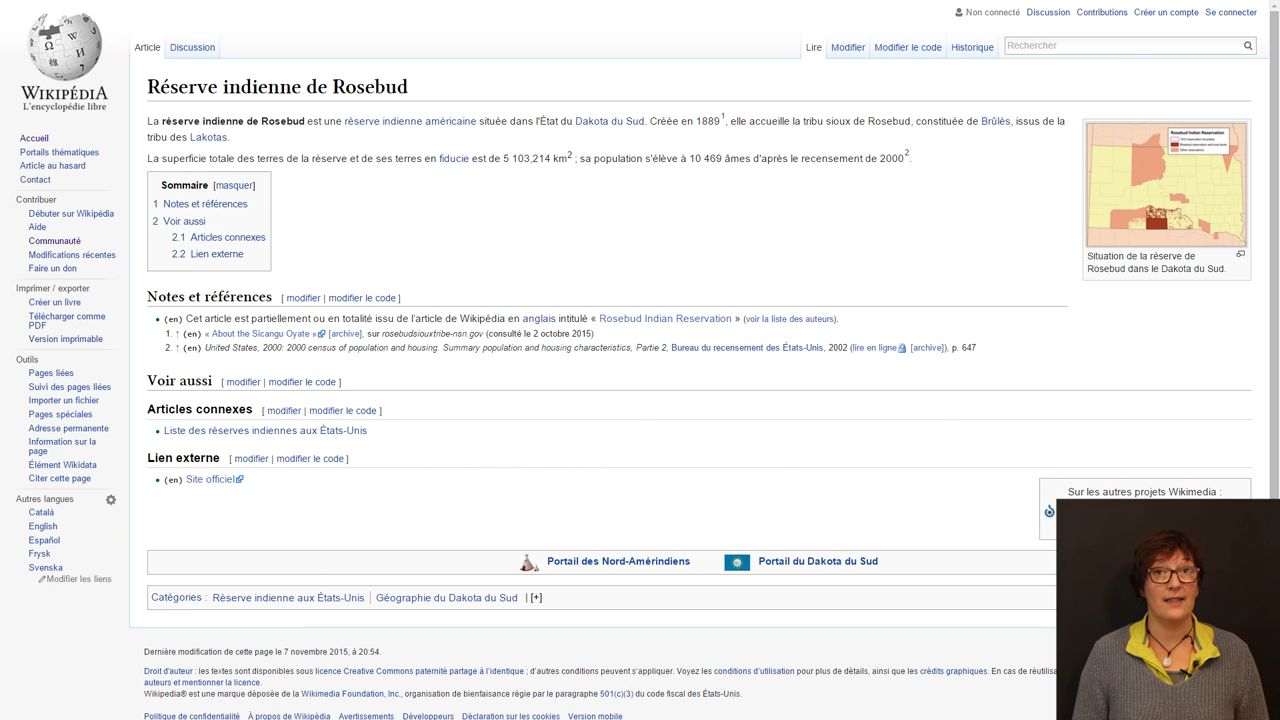 Non connecté Discussion Contributions Créer un compte Se connecter
Article Discussion
Lire Modifier Modifier le code Historique Rechercher
WIKIPÉDIA
L'encyclopédie libre
Accueil
Portails thématiques
Article au hasard
Contact
Contribuer
Débuter sur Wikipédia
Aide
Communauté
Modifications récentes
Faire un don
Imprimer / exporter
Créer un livre
Télécharger comme
PDF
Version imprimable
Outils
Pages liées
Suivi des pages liées
Importer un fichier
Pages spéciales
Adresse permanente
Information sur la
page
Élément Wikidata
Citer cette page
Autres langues
Català
English
Español
Frysk
Svenska
Modifier les liens
Réserve indienne de Rosebud
La réserve indienne de Rosebud est une réserve indienne américaine située dans l'État du Dakota du Sud. Créée en 1889 1, elle accueille la tribu sioux de Rosebud, constituée de Brûlés, issus de la
tribu des Lakotas.
La superficie totale des terres de la réserve et de ses terres en fiducie est de 5 103,214 km2 ; sa population s'élève à 10 469 âmes d'après le recensement de 2000 2.
Rosebud Indian Reservation
Situation de la réserve de
Rosebud dans le Dakota du Sud.
Sommaire [masquer]
1 Notes et références
2 Voir aussi
2.1 Articles connexes
2.2 Lien externe
Notes et références [ modifier | modifier le code ]
• (en) Cet article est partiellement ou en totalité issu de l'article de Wikipédia en anglais intitulé « Rosebud Indian Reservation » (voir la liste des auteurs).
1. ↑ (en) « About the Sicangu Oyate » [archive], sur rosebudsiouxtribe-nsn.gov (consulté le 2 octobre 2015)
2. ↑ (en) United States, 2000: 2000 census of population and housing. Summary population and housing characteristics, Partie 2, Bureau du recensement des États-Unis, 2002 (lire en ligne [archive]), p. 647
Voir aussi [ modifier | modifier le code ]
Articles connexes [ modifier | modifier le code ]
• Liste des réserves indiennes aux États-Unis
Lien externe [ modifier | modifier le code ]
• (en) Site officiel
Sur les autres projets Wikimedia :
Portail des Nord-Amérindiens Portail du Dakota du Sud
Catégories : Réserve indienne aux États-Unis | Géographie du Dakota du Sud | [+]
Dernière modification de cette page le 7 novembre 2015, à 20:54.
Droit d'auteur : les textes sont disponibles sous licence Creative Commons paternité partage à l'identique ; d'autres conditions peuvent s'appliquer. Voyez les conditions d'utilisation pour plus de détails, ainsi que les crédits graphiques. En cas de
auteurs et mentionner la licence.
Wikipedia® est une marque déposée de la Wikimedia Foundation, Inc., organisation de bienfaisance régie par le paragraphe 501(c)(3) du code fiscal des États-Unis.
Politique de confidentialité À propos de Wikipédia Avertissements Développeurs Déclaration sur les cookies Version mobile